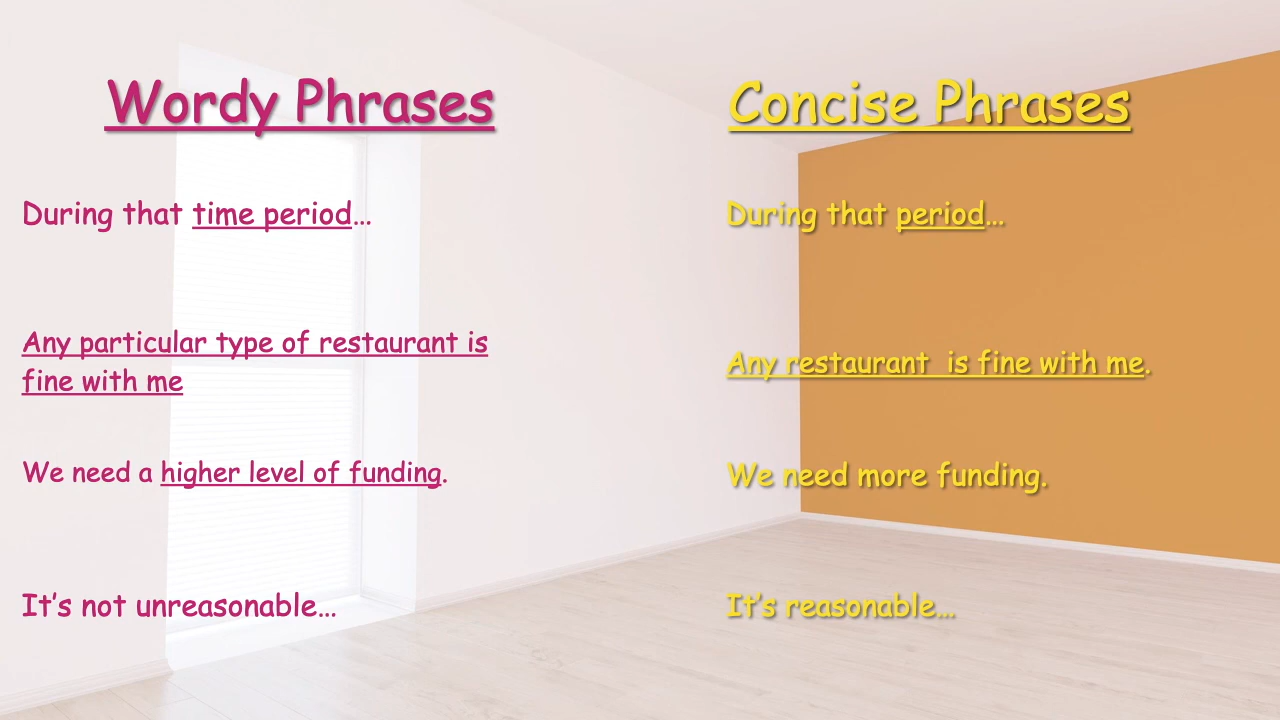 Wordy Phrases
During that time period…
Any particular type of restaurant is
fine with me
We need a higher level of funding.
It’s not unreasonable…
Concise Phrases
During that period…
Any restaurant  is fine with me.
We need more funding.
It’s reasonable…